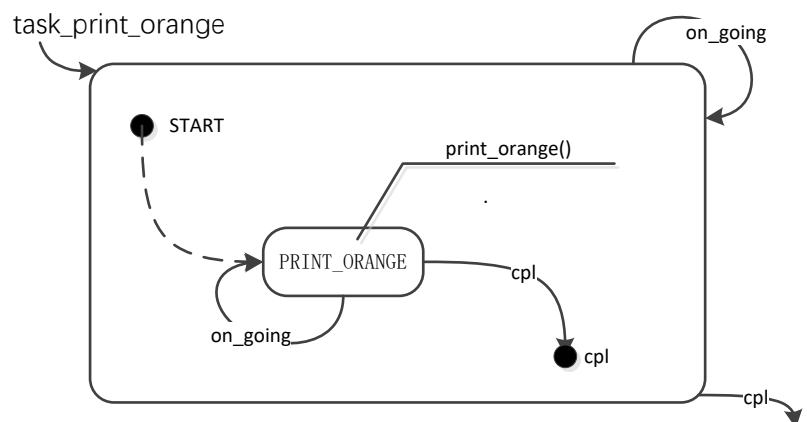 task_print_orange
on_going
START
print_orange()
.
PRINT_ORANGE
cpl
on_going
cpl
cpl